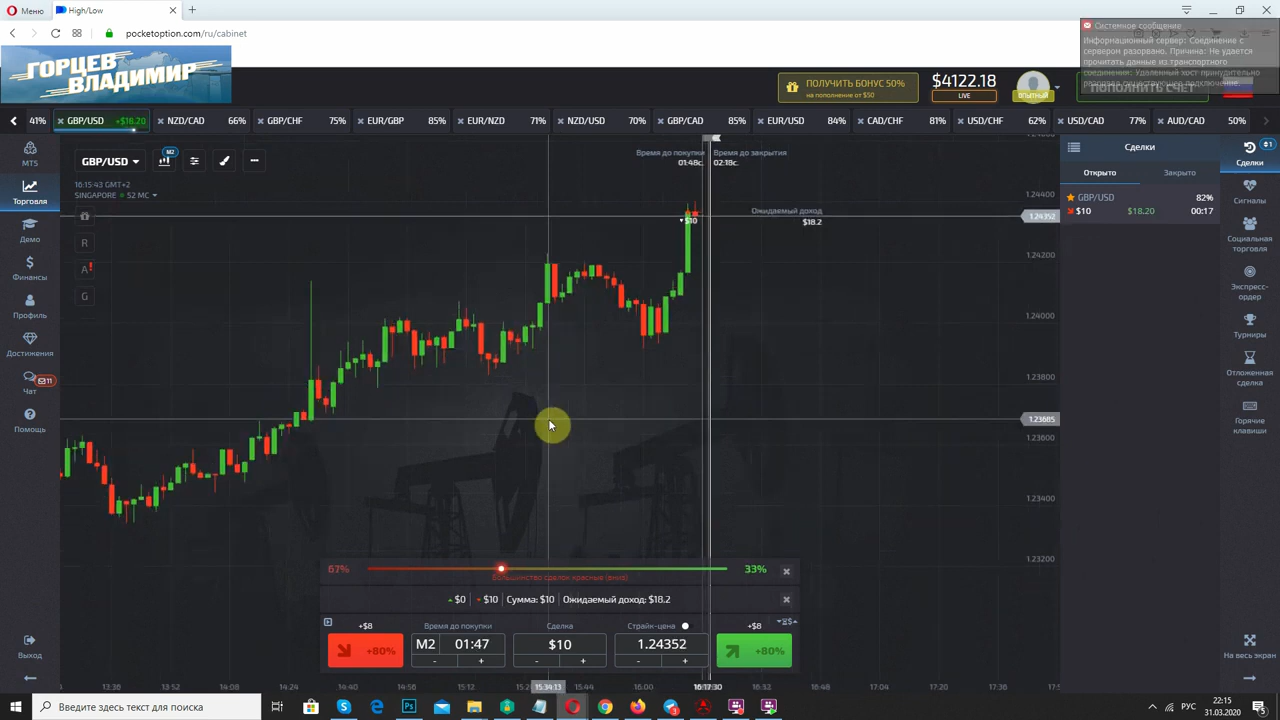 Меню
High/Low
pocketoption.com/ru/cabinet
Системное сообщение
Информационный сервер: Соединение с
сервером разорвано. Причина: Не удается
прочитать данные из транспортного
соединения: Удаленный хост принудительно
разорвал существующее подключение.
ГОРЦЕВ
ВЛАДИМИР
ПОЛУЧИТЬ БОНУС 50%
на пополнение от $50
$4122.18
LIVE
ОПЫТНЫЙ
ПОПОЛНИТЬ СЧЕТ
41% GBP/USD +$18.20 NZD/CAD 66% GBP/CHF 75% EUR/GBP 85% EUR/NZD 71% NZD/USD 70% GBP/CAD 85% EUR/USD 84% CAD/CHF 81% USD/CHF 62% USD/CAD 77% AUD/CAD 50%
MT5
Торговля
Демо
Финансы
Профиль
Достижения
11
Чат
Помощь
Выход
GBP/USD
M2
16:15:43 GMT+2
SINGAPORE 52 МС
R
A!
G
Время до покупки
01:48с.
Время до закрытия
02:18с.
Ожидаемый доход
$18.2
$10
1.24400
1.24352
1.24200
1.24000
1.23800
1.23685
1.23600
1.23400
1.23200
67%
33%
Большинство сделок красные (вниз)
$0 $10 Сумма: $10 Ожидаемый доход: $18.2
+$8
+80%
Время до покупки
M2 01:47
- +
Сделка
$10
- +
Страйк-цена
1.24352
- +
+$8
+80%
13:36 13:52 14:08 14:24 14:40 14:56 15:12 15:34:13 15:44 16:00 16:17:30 16:32 16:48 17:04 17:20 17:36
Сделки
Открыто
Закрыто
GBP/USD 82%
$10 $18.20 00:17
1
Сделки
Сигналы
Социальная
торговля
Экспресс-
ордер
Турниры
Отложенная
сделка
Горячие
клавиши
На весь экран
Введите здесь текст для поиска
РУС
22:15
31.03.2020